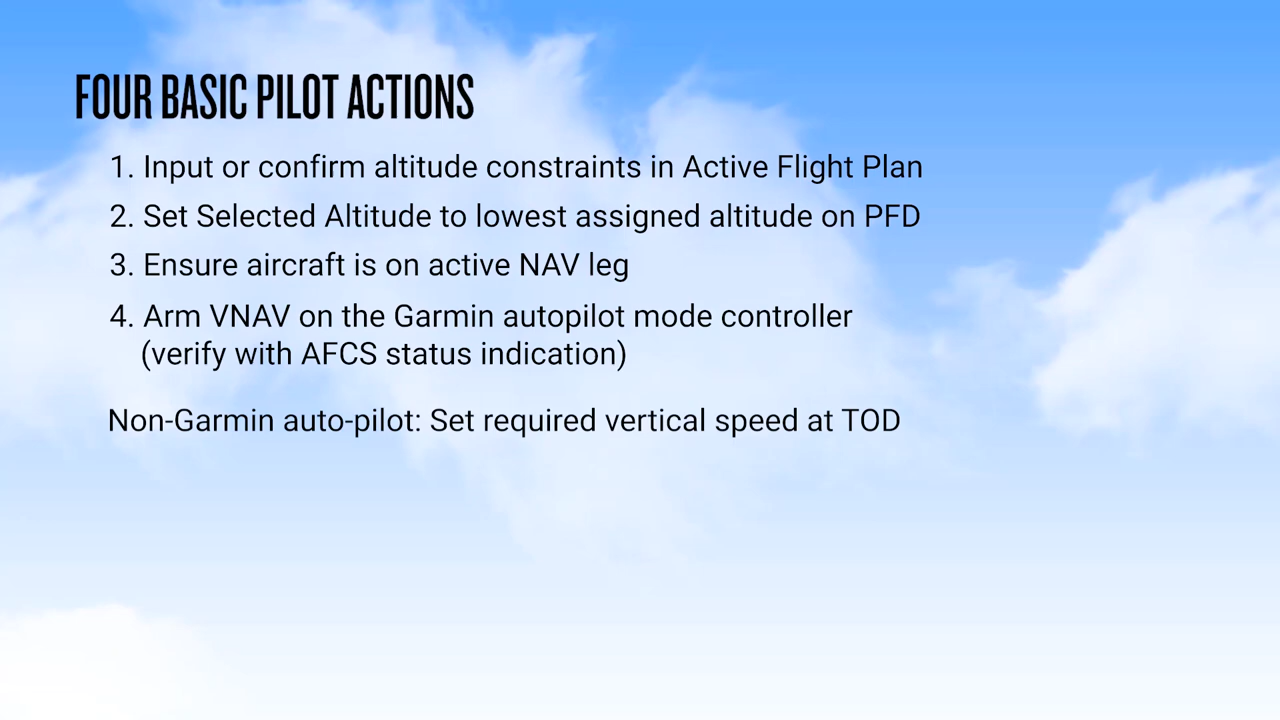 FOUR BASIC PILOT ACTIONS
1. Input or confirm altitude constraints in Active Flight Plan
2. Set Selected Altitude to lowest assigned altitude on PFD
3. Ensure aircraft is on active NAV leg
4. Arm VNAV on the Garmin autopilot mode controller
(verify with AFCS status indication)
Non-Garmin auto-pilot: Set required vertical speed at TOD